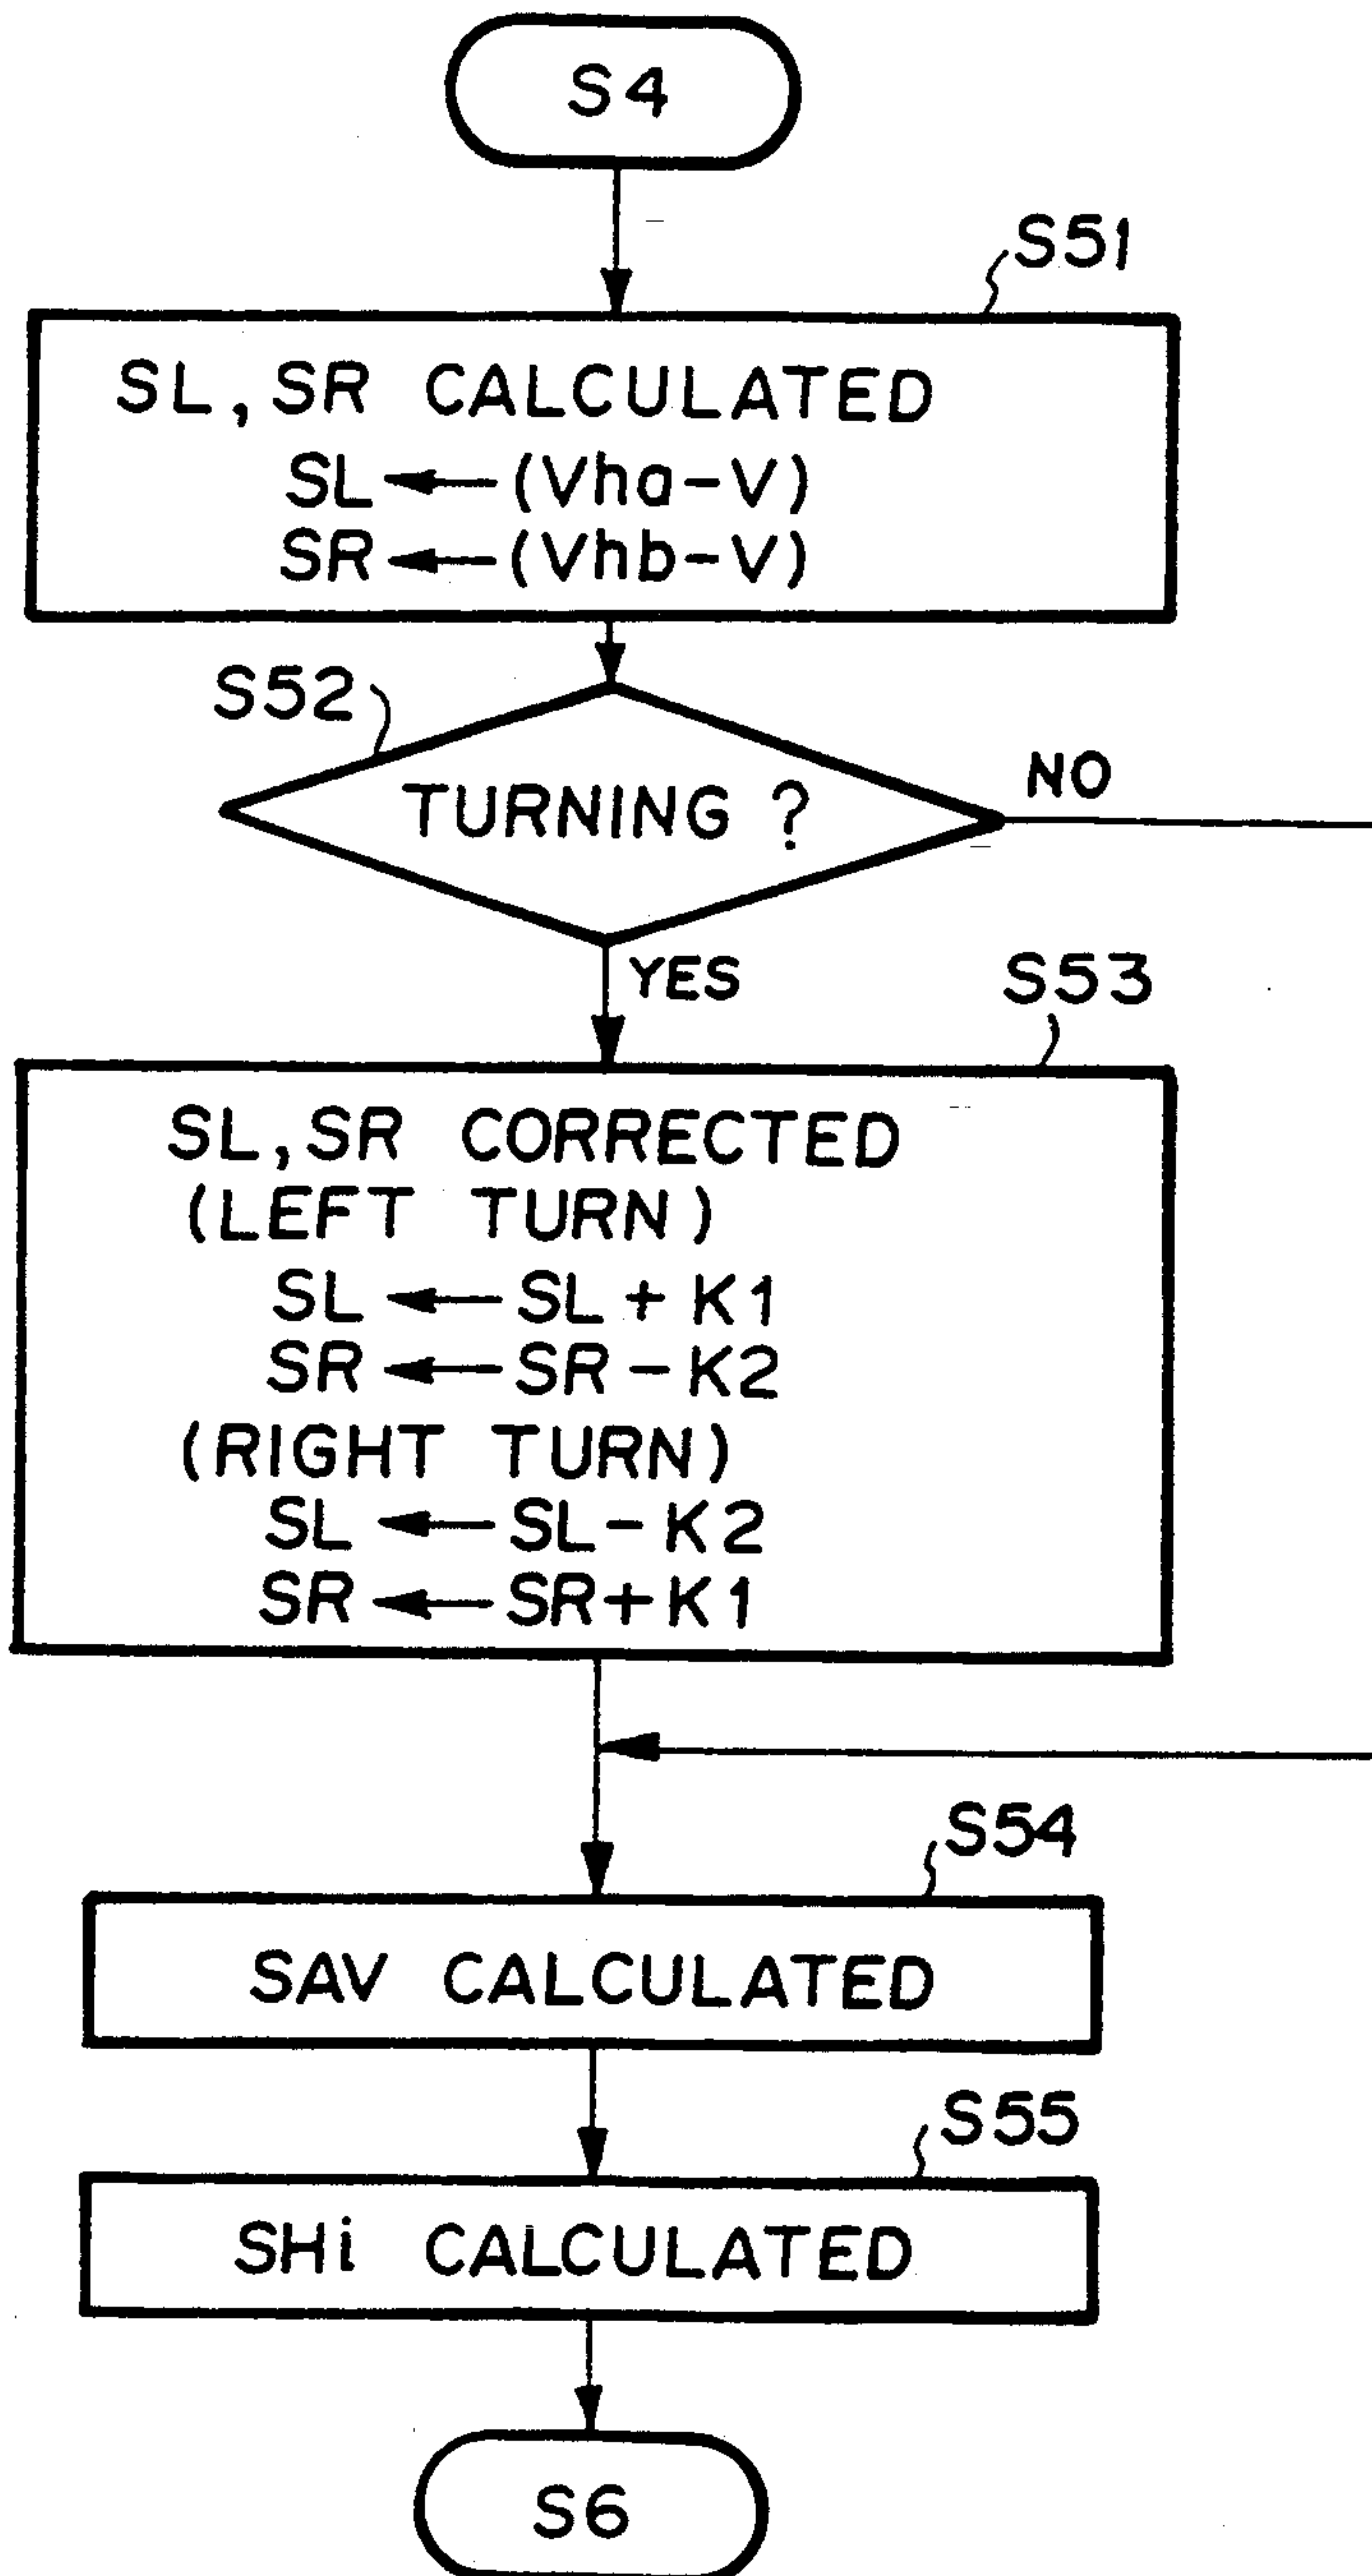 S4
S51
SL, SR CALCULATED
SL ← (Vha-V)
SR ← (Vhb-V)
S52
TURNING ?
NO
YES
S53
SL, SR CORRECTED
(LEFT TURN)
SL ← SL + K1
SR ← SR - K2
(RIGHT TURN)
SL ← SL - K2
SR ← SR + K1
S54
SAV CALCULATED
S55
SHi CALCULATED
S6